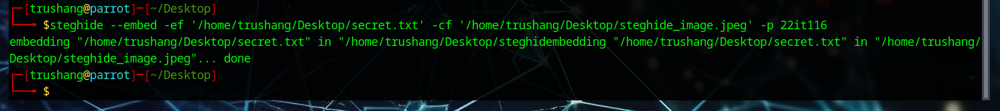 ┌─[trushang@parrot]─[~/Desktop]
└──╼ $steghide --embed -ef '/home/trushang/Desktop/secret.txt' -cf '/home/trushang/Desktop/steghide_image.jpeg' -p 22it116
embedding "/home/trushang/Desktop/secret.txt" in "/home/trushang/Desktop/steghidembedding "/home/trushang/Desktop/secret.txt" in "/home/trushang/
Desktop/steghide_image.jpeg"... done
┌─[trushang@parrot]─[~/Desktop]
└──╼ $